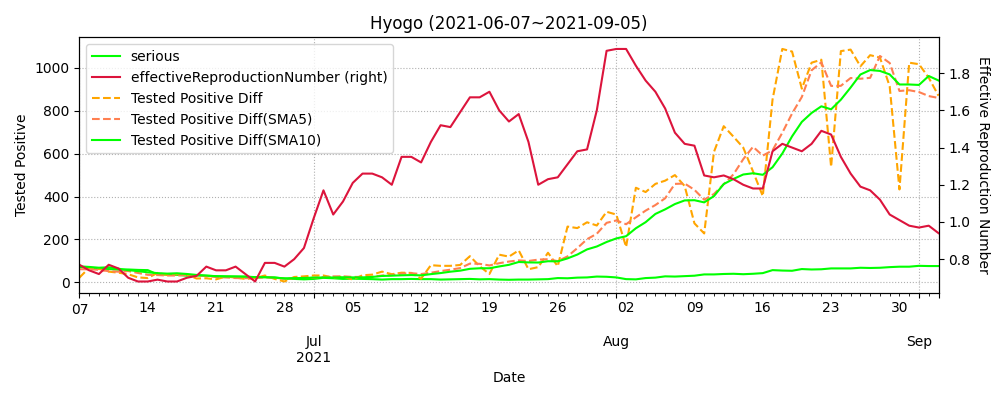 Hyogo (2021-06-07~2021-09-05)
serious
effectiveReproductionNumber (right)
Tested Positive Diff
Tested Positive Diff(SMA5)
Tested Positive Diff(SMA10)
Tested Positive
1000
800
600
400
200
0
Effective Reproduction Number
1.8
1.6
1.4
1.2
1.0
0.8
07 14 21 28 05 12 19 26 02 09 16 23 30
Jul Aug Sep
2021
Date